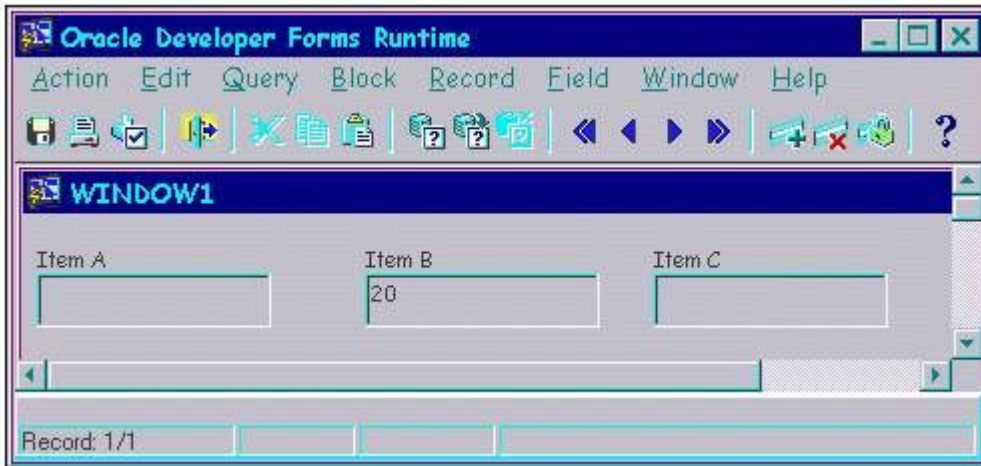 Oracle Developer Forms Runtime
Action Edit Query Block Record Field Window Help
WINDOW1
Item A Item B Item C
20
Record: 1/1